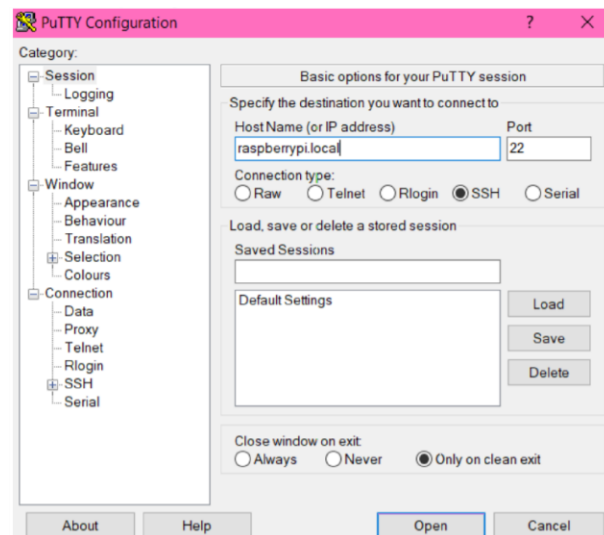 PuTTY Configuration
? ×
Category:
Session
Logging
Terminal
Keyboard
Bell
Features
Window
Appearance
Behaviour
Translation
Selection
Colours
Connection
Data
Proxy
Telnet
Rlogin
SSH
Serial
Basic options for your PuTTY session
Specify the destination you want to connect to
Host Name (or IP address) Port
raspberrypi.local 22
Connection type:
Raw Telnet Rlogin SSH Serial
Load, save or delete a stored session
Saved Sessions
Default Settings
Load
Save
Delete
Close window on exit:
Always Never Only on clean exit
About Help Open Cancel